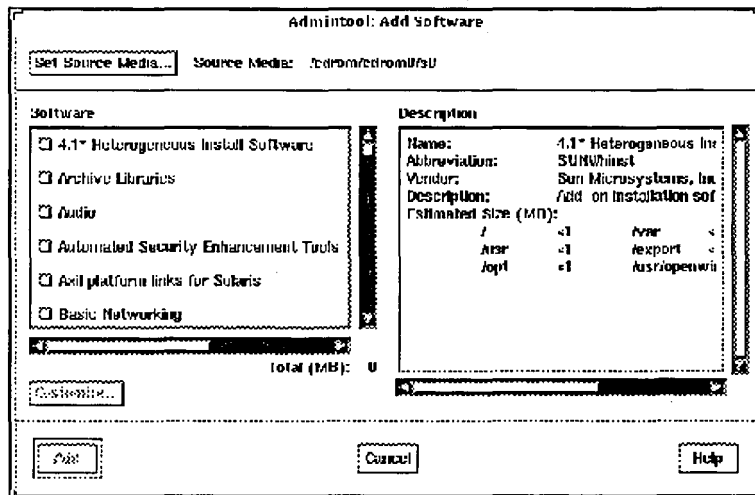 Admintool: Add Software
Set Source Media... Source Media: /cdrom/cdrom0/s0
Software
4.1* Heterogeneous Install Software
Archive Libraries
Audio
Automated Security Enhancement Tools
Axil platform links for Solaris
Basic Networking
Total (MB): 0
Customize...
Description
Name: 4.1* Heterogeneous Ins
Abbreviation: SUNWhinst
Vendor: Sun Microsystems, Inc
Description: Add-on installation sof
Estimated Size (MB):
/ <1 /var <
/usr <1 /export <
/opt <1 /usr/openwin
Add Cancel Help